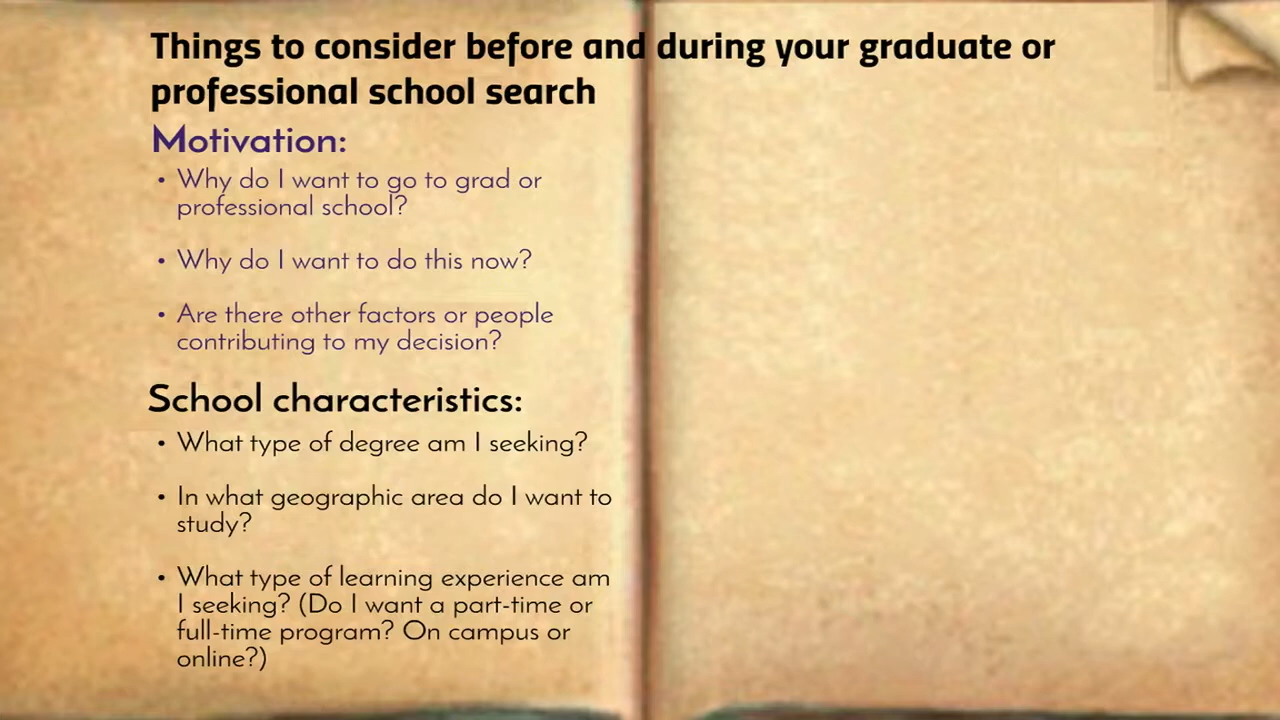 Things to consider before and during your graduate or
professional school search
Motivation:
• Why do I want to go to grad or
professional school?
• Why do I want to do this now?
• Are there other factors or people
contributing to my decision?
School characteristics:
• What type of degree am I seeking?
• In what geographic area do I want to
study?
• What type of learning experience am
I seeking? (Do I want a part-time or
full-time program? On campus or
online?)